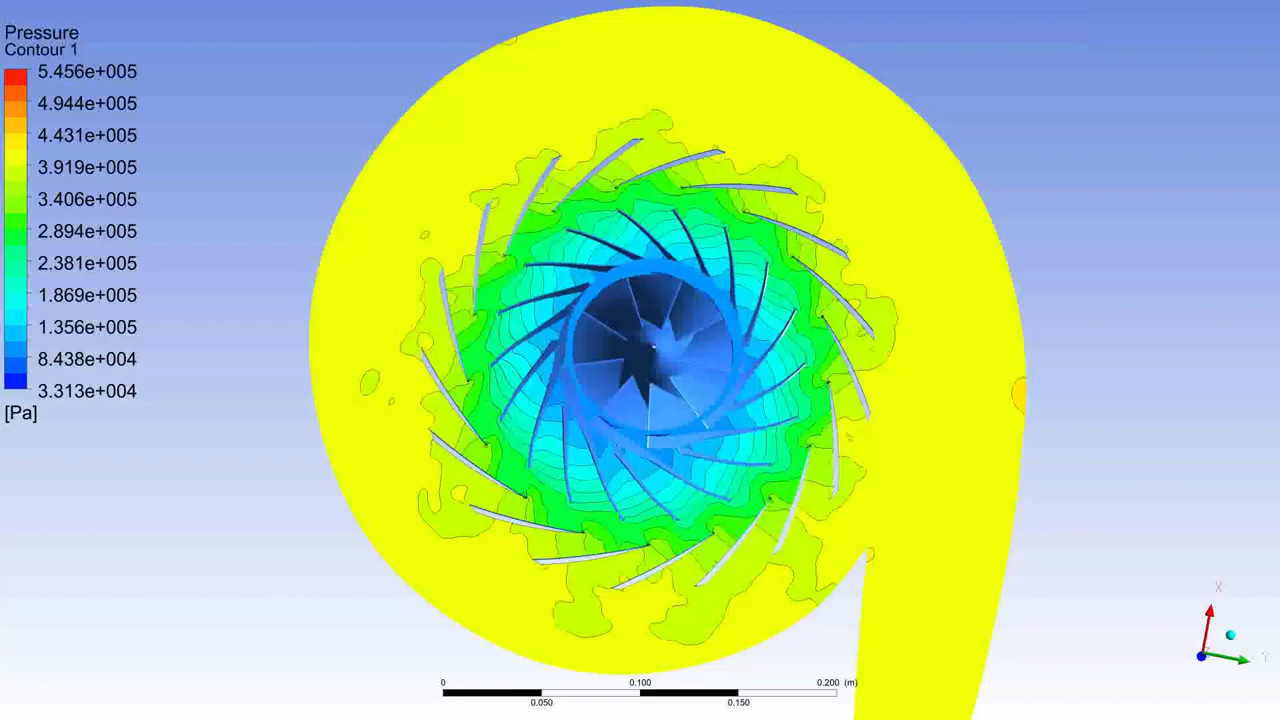 Pressure
Contour 1
5.456e+005
4.944e+005
4.431e+005
3.919e+005
3.406e+005
2.894e+005
2.381e+005
1.869e+005
1.356e+005
8.438e+004
3.313e+004
[Pa]
X
Y
0 0.100 0.200 (m)
0.050 0.150